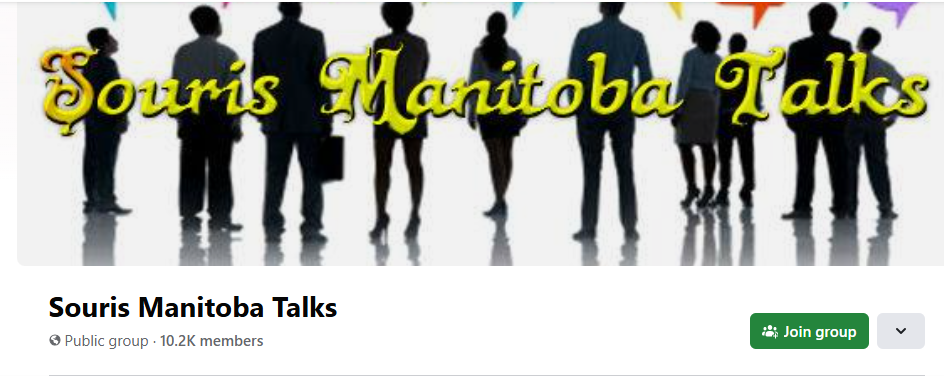 Souris Manitoba Talks
Souris Manitoba Talks
Public group · 10.2K members
Join group